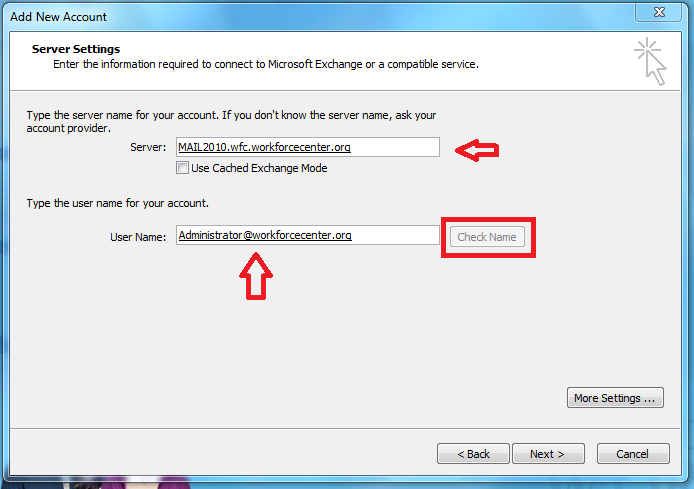 Add New Account
Server Settings
Enter the information required to connect to Microsoft Exchange or a compatible service.
Type the server name for your account. If you don't know the server name, ask your
account provider.
Server: MAIL2010.wfc.workforcecenter.org
Use Cached Exchange Mode
Type the user name for your account.
User Name: Administrator@workforcecenter.org Check Name
More Settings ...
< Back Next > Cancel